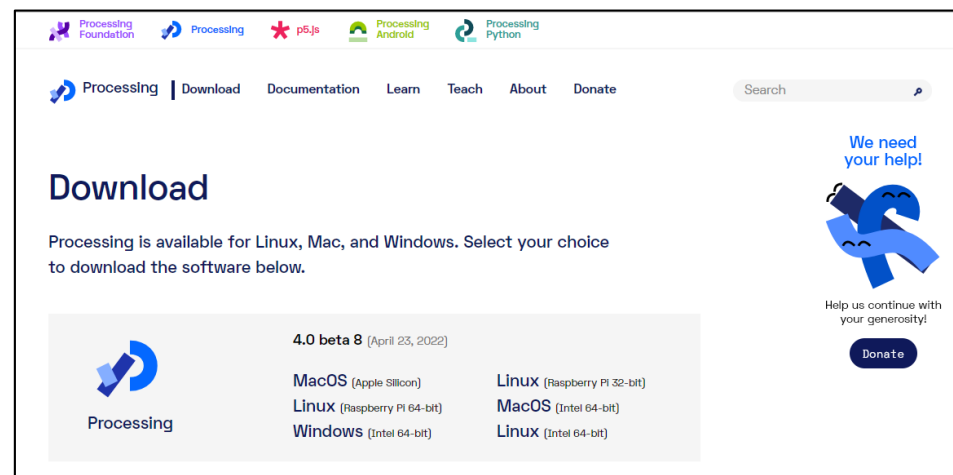 Processing
Foundation
Processing
p5.js
Processing
Android
Processing
Python
Processing
Download
Documentation
Learn
Teach
About
Donate
Search
We need
your help!
Download
Processing is available for Linux, Mac, and Windows. Select your choice
to download the software below.
Help us continue with
your generosity!
Donate
4.0 beta 8 (April 23, 2022)
MacOS (Apple Silicon)
Linux (Raspberry Pi 32-bit)
Linux (Raspberry Pi 64-bit)
MacOS (Intel 64-bit)
Windows (Intel 64-bit)
Linux (Intel 64-bit)
Processing